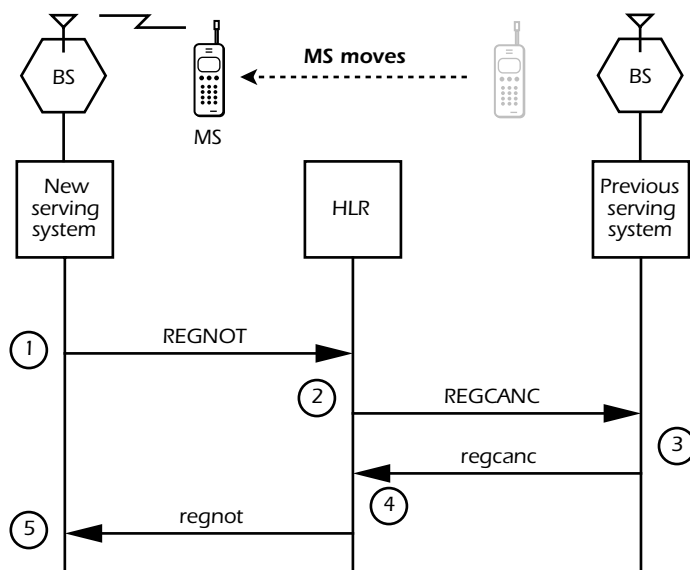 BS
MS moves
BS
MS
New
serving
system
HLR
Previous
serving
system
1
REGNOT
2
REGCANC
3
regcanc
4
5
regnot